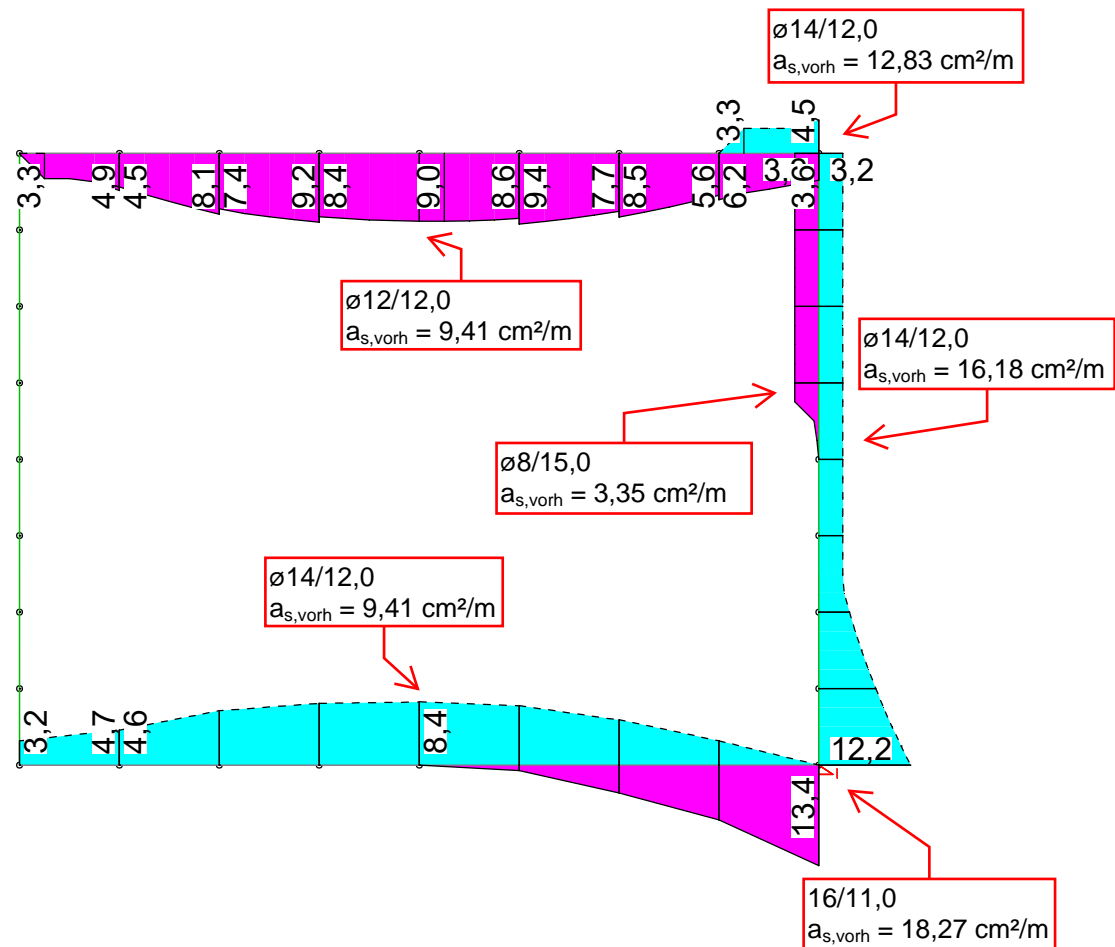 ø14/12,0
aₛ,ᵥₒᵣₕ = 12,83 cm²/m
3,3
4,5
3,3
4,9
4,5
8,1
7,4
9,2
8,4
9,0
8,6
9,4
7,7
8,5
5,6
6,2
3,6
3,2
ø12/12,0
aₛ,ᵥₒᵣₕ = 9,41 cm²/m
ø14/12,0
aₛ,ᵥₒᵣₕ = 16,18 cm²/m
ø8/15,0
aₛ,ᵥₒᵣₕ = 3,35 cm²/m
ø14/12,0
aₛ,ᵥₒᵣₕ = 9,41 cm²/m
3,2
4,7
4,6
8,4
12,2
13,4
16/11,0
aₛ,ᵥₒᵣₕ = 18,27 cm²/m